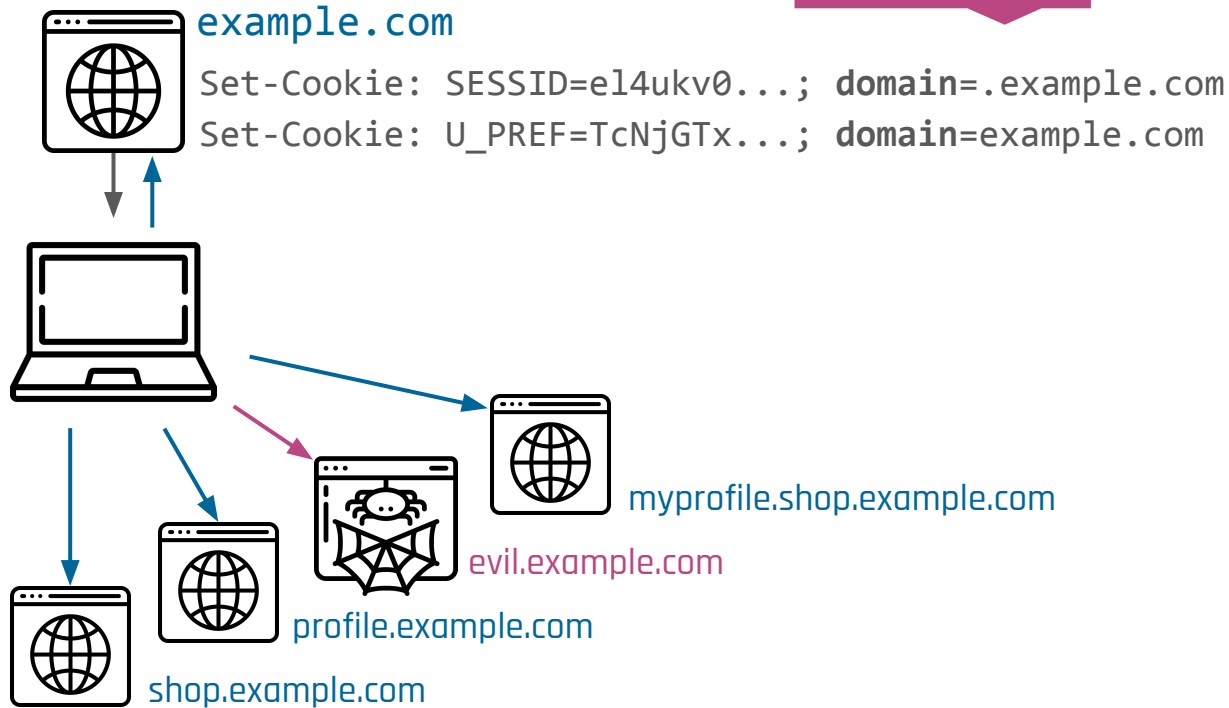 example.com
Set-Cookie: SESSID=el4ukv0...; domain=.example.com
Set-Cookie: U_PREF=TcNjGTx...; domain=example.com
myprofile.shop.example.com
evil.example.com
profile.example.com
shop.example.com